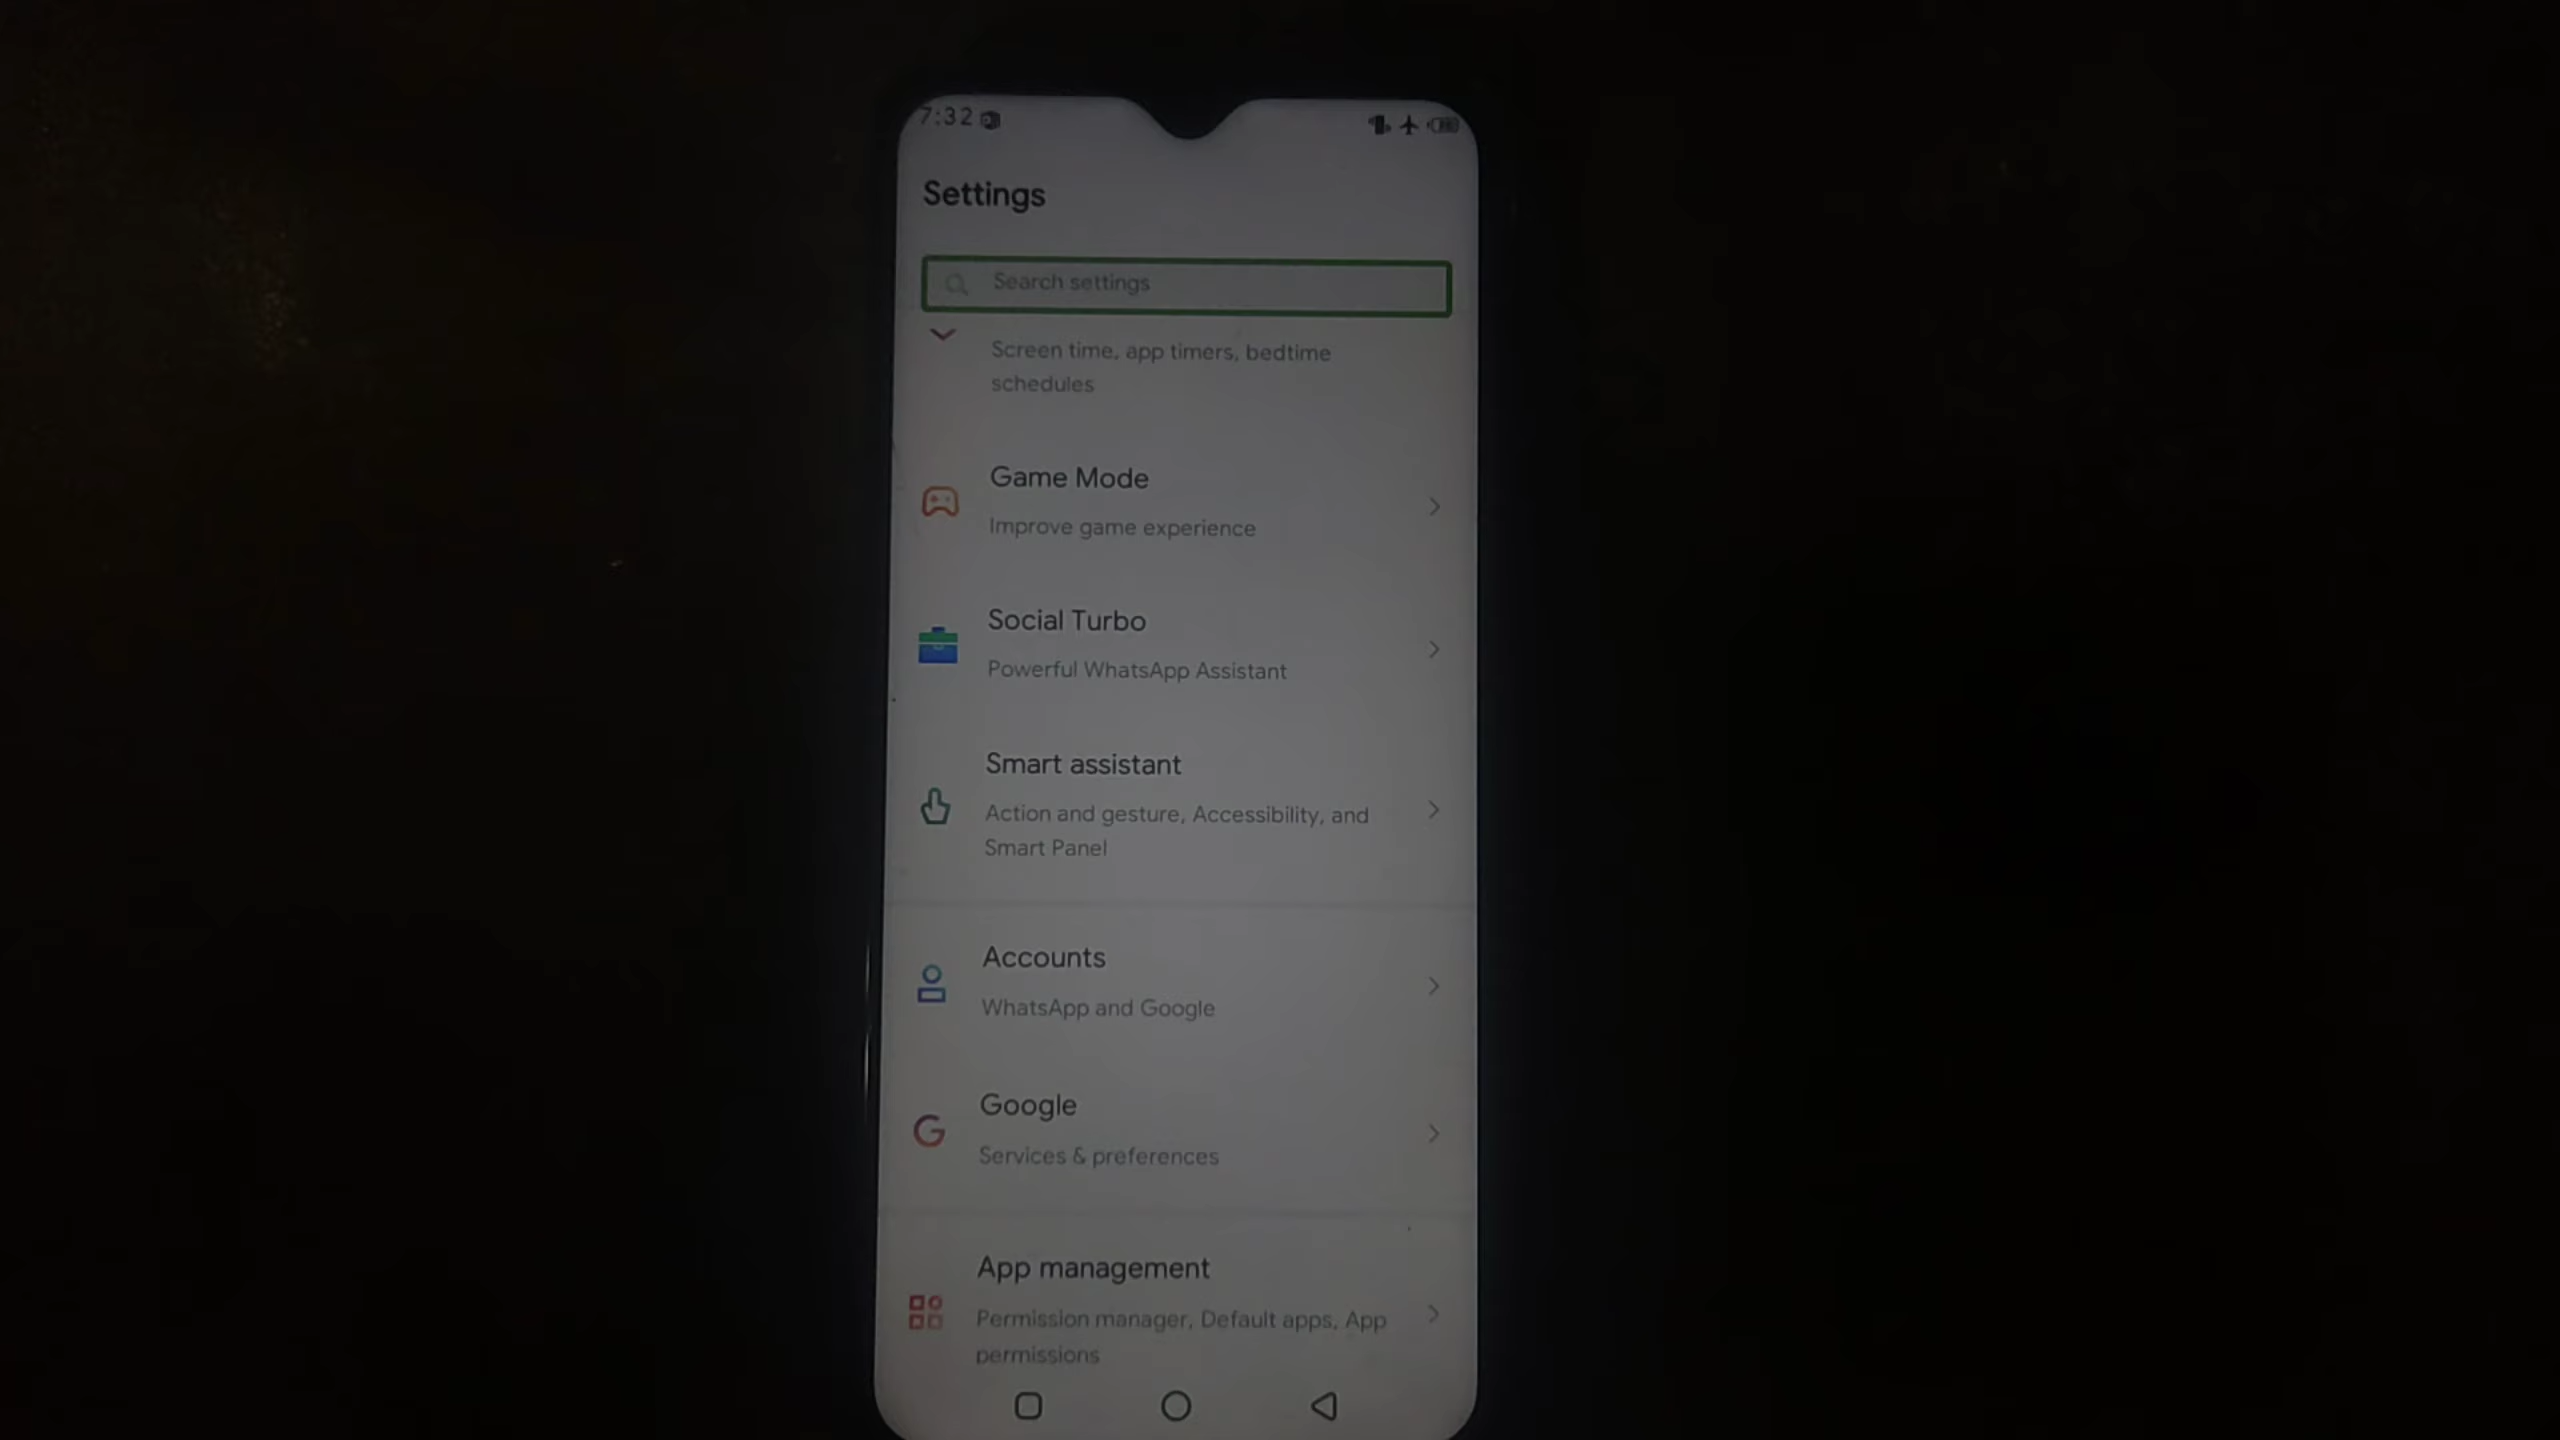 7:32
Settings
Search settings
Screen time, app timers, bedtime
schedules
Game Mode
Improve game experience
Social Turbo
Powerful WhatsApp Assistant
Smart assistant
Action and gesture, Accessibility, and
Smart Panel
Accounts
WhatsApp and Google
Google
Services & preferences
App management
Permission manager, Default apps, App
permissions